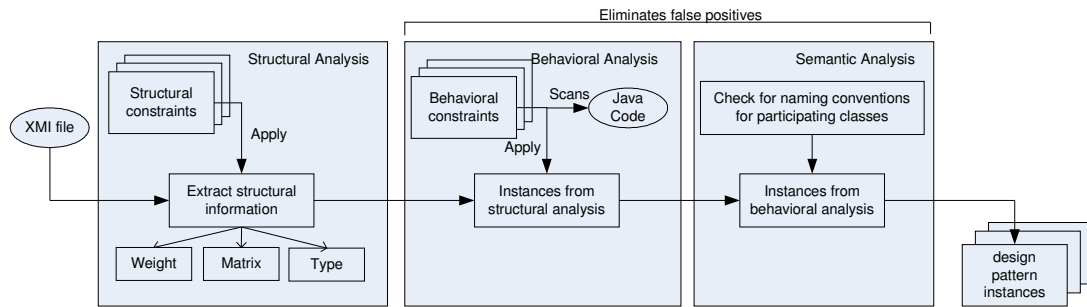 Eliminates false positives
Structural Analysis
Behavioral Analysis
Semantic Analysis
XMI file
Structural
constraints
Apply
Extract structural
information
Weight
Matrix
Type
Behavioral
constraints
Scans
Java
Code
Apply
Instances from
structural analysis
Check for naming conventions
for participating classes
Instances from
behavioral analysis
design
pattern
instances